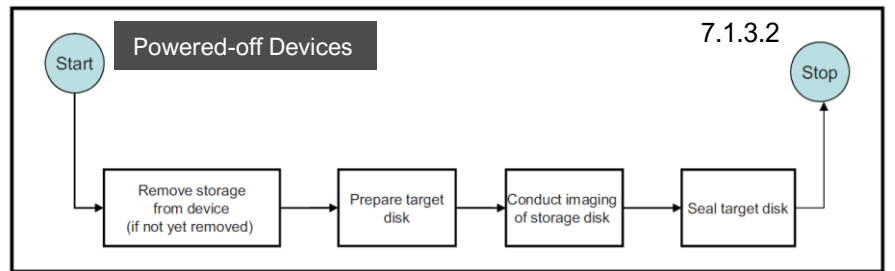 Powered-off Devices
7.1.3.2
Start
Stop
Remove storage
from device
(if not yet removed)
Prepare target
disk
Conduct imaging
of storage disk
Seal target disk